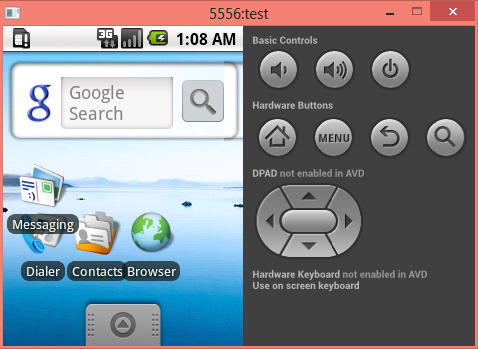 5556:test
3G
1:08 AM
Basic Controls
g
Google
Search
Hardware Buttons
MENU
DPAD not enabled in AVD
Messaging
Dialer
Contacts
Browser
Hardware Keyboard not enabled in AVD
Use on screen keyboard